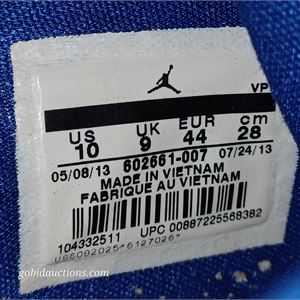 VP
US UK EUR cm
10 9 44 28
05/08/13 602661-007 07/24/13
MADE IN VIETNAM
FABRIQUE AU VIETNAM
104332511 UPC 00887225568382
gobidauctions.com